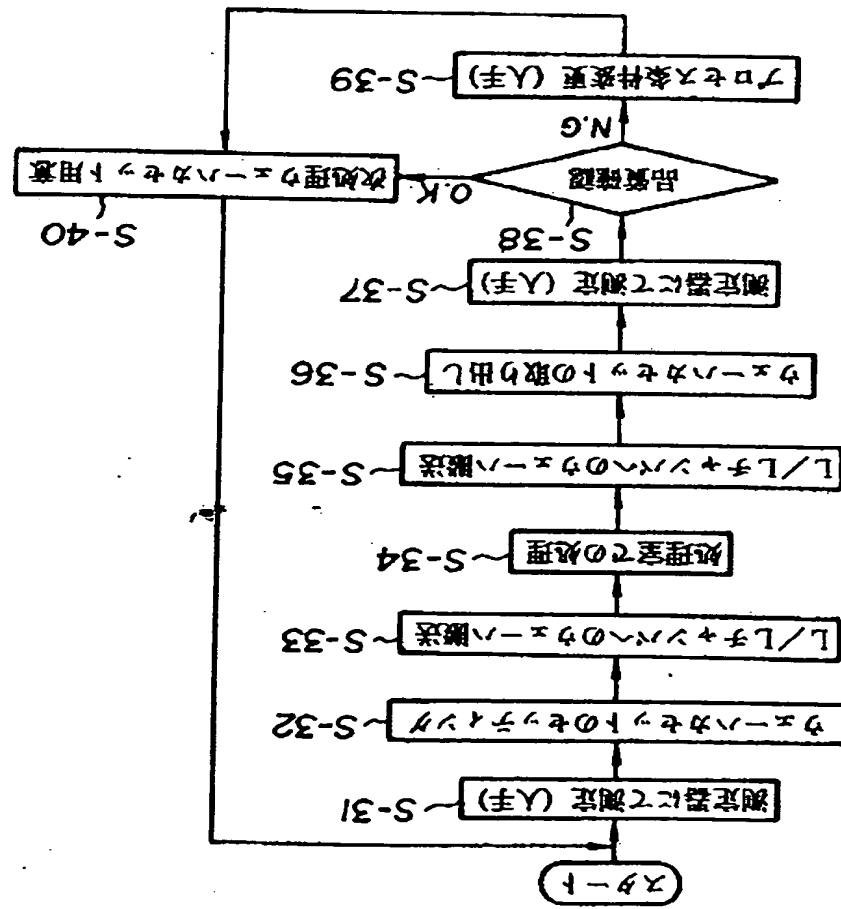 スタート
測定器にて測定（人手）
S-31
ウェーハカセットのセッティング
S-32
L/Lチャンバへのウェーハ搬送
S-33
処理室での処理
S-34
L/Lチャンバへのウェーハ搬送
S-35
ウェーハカセットの取り出し
S-36
測定器にて測定（人手）
S-37
品質確認
S-38
O.K
N.G
プロセス条件変更（人手）
S-39
次処理ウェーハカセット用意
S-40